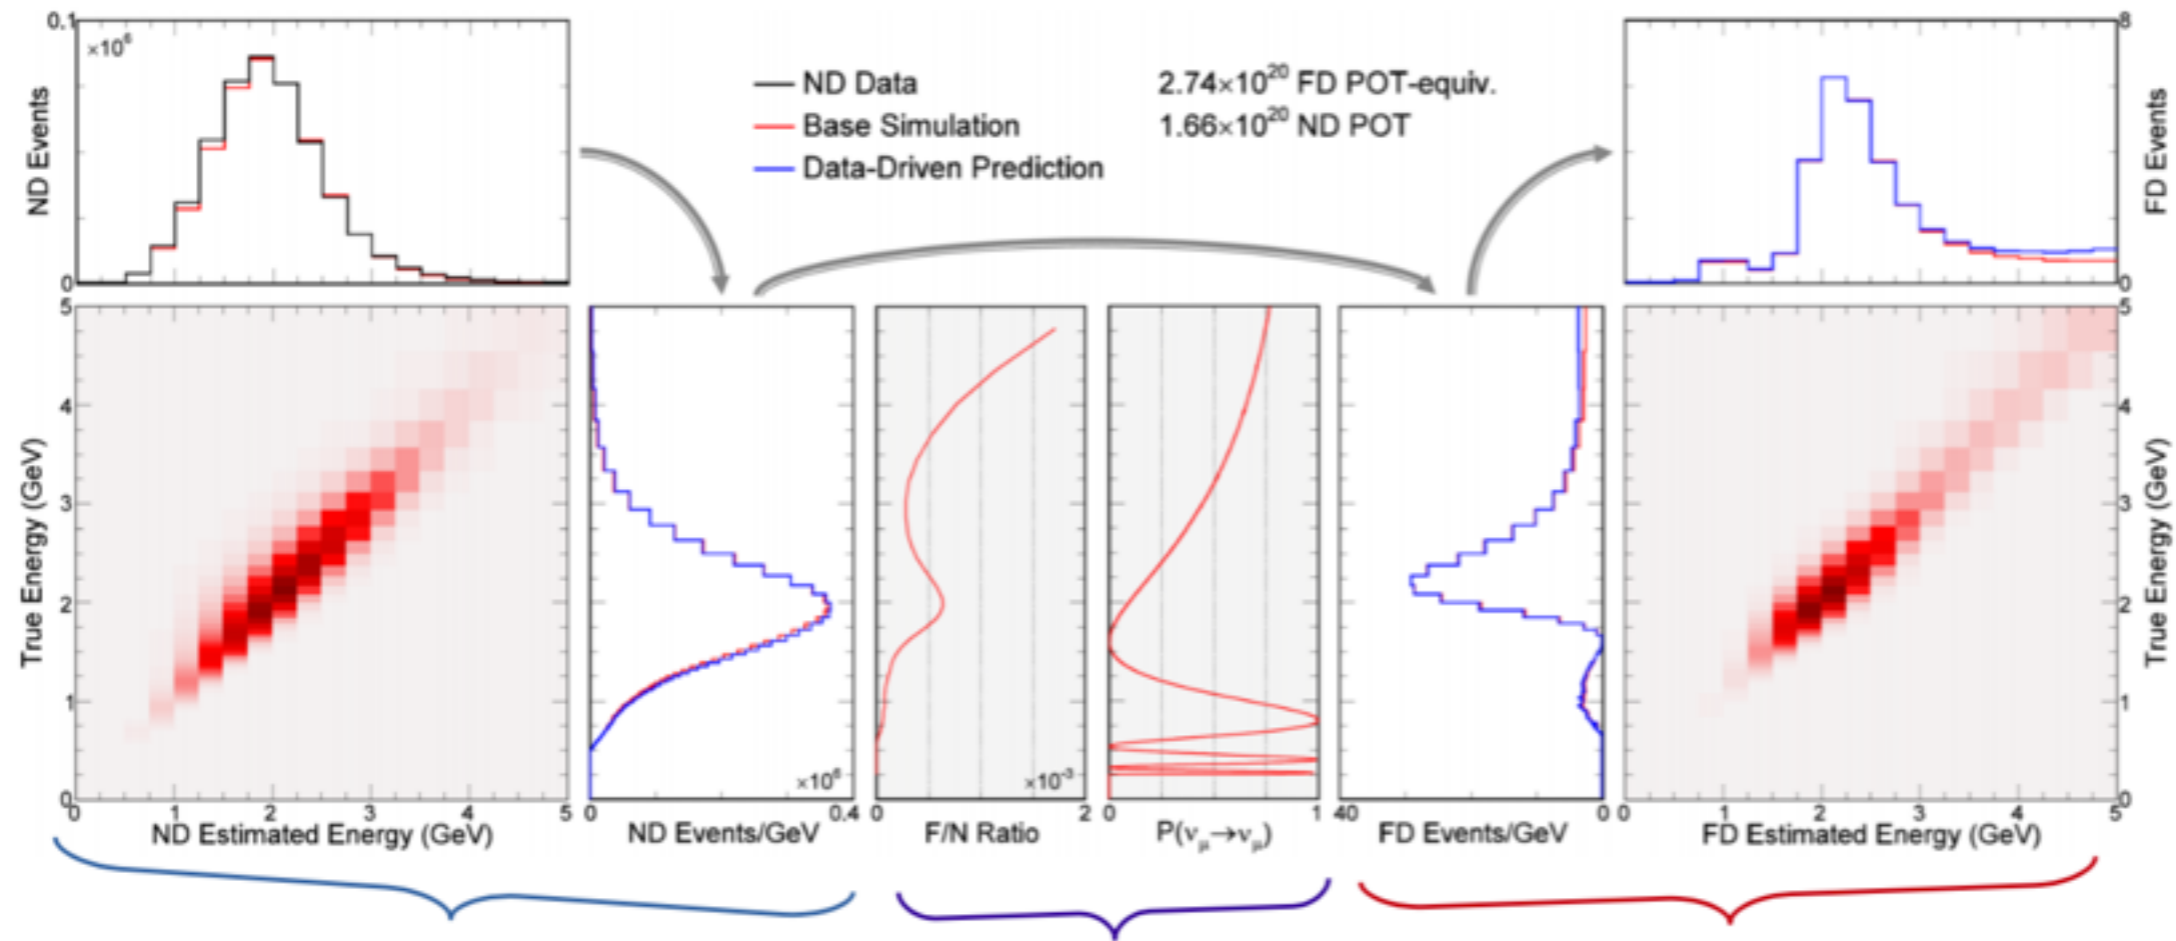 0.1
×10⁶
ND Events
0
ND Data
Base Simulation
Data-Driven Prediction
2.74×10²⁰ FD POT-equiv.
1.66×10²⁰ ND POT
8
FD Events
0
True Energy (GeV)
5
4
3
2
1
0
0 1 2 3 4 5
ND Estimated Energy (GeV)
×10⁶
0 0.4
ND Events/GeV
×10⁻³
0 2
F/N Ratio
0 1
P(νμ→νμ)
40 0
FD Events/GeV
0 1 2 3 4 5
FD Estimated Energy (GeV)
5
4
3
2
1
0
True Energy (GeV)